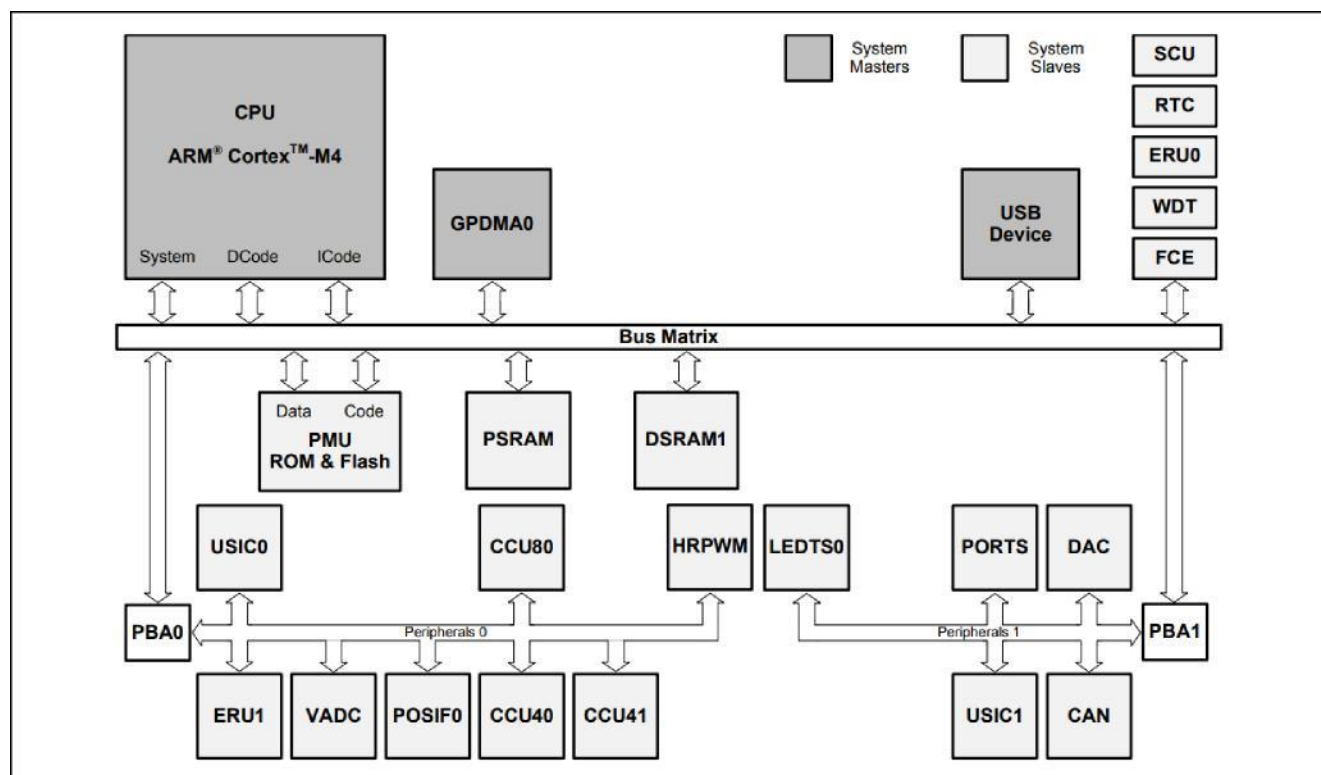 System
Masters
System
Slaves
SCU
RTC
ERU0
WDT
FCE
CPU
ARM® Cortex™-M4
System DCode ICode
GPDMA0
USB
Device
Bus Matrix
Data Code
PMU
ROM & Flash
PSRAM
DSRAM1
USIC0
CCU80
HRPWM
LEDTS0
PORTS
DAC
PBA0
Peripherals 0
Peripherals 1
PBA1
ERU1
VADC
POSIF0
CCU40
CCU41
USIC1
CAN